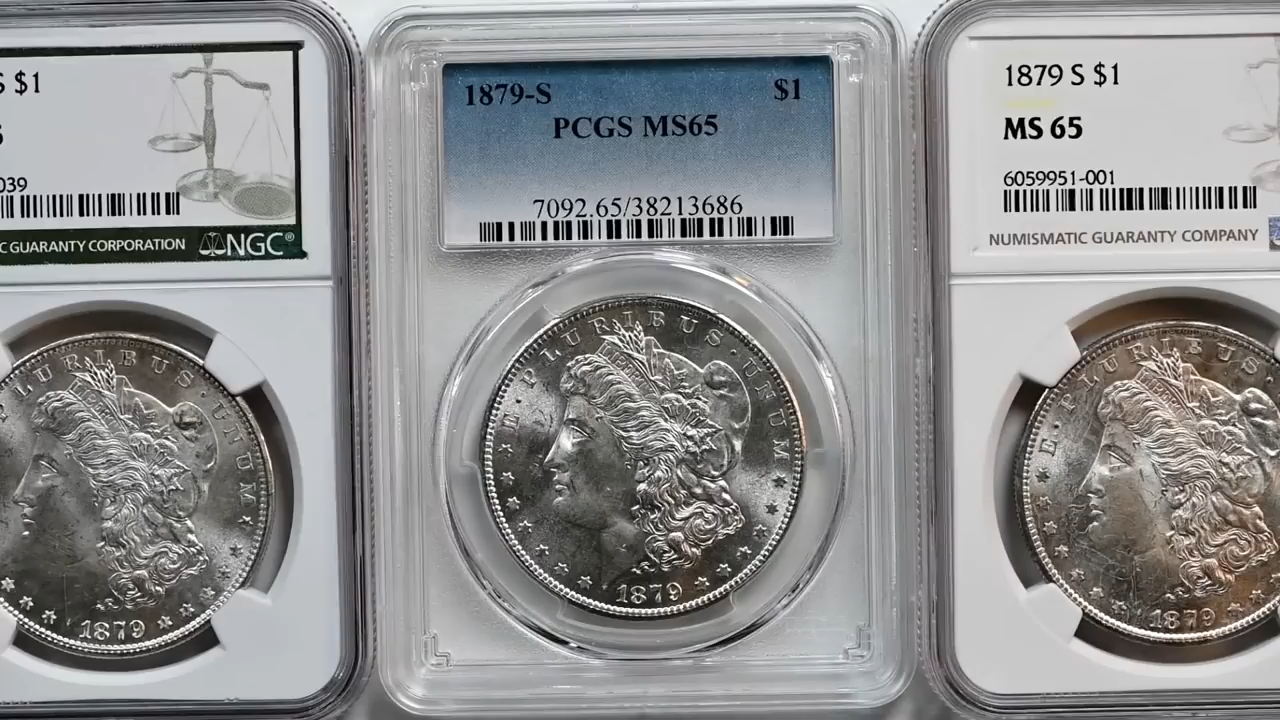 S $1
039
C GUARANTY CORPORATION NGC®
PLURIBUS · UNUM
1879
1879-S $1
PCGS MS65
7092.65/38213686
E · PLURIBUS · UNUM
LIBERTY
1879
1879 S $1
MS 65
6059951-001
NUMISMATIC GUARANTY COMPANY
E · PLURIBUS ·
1879